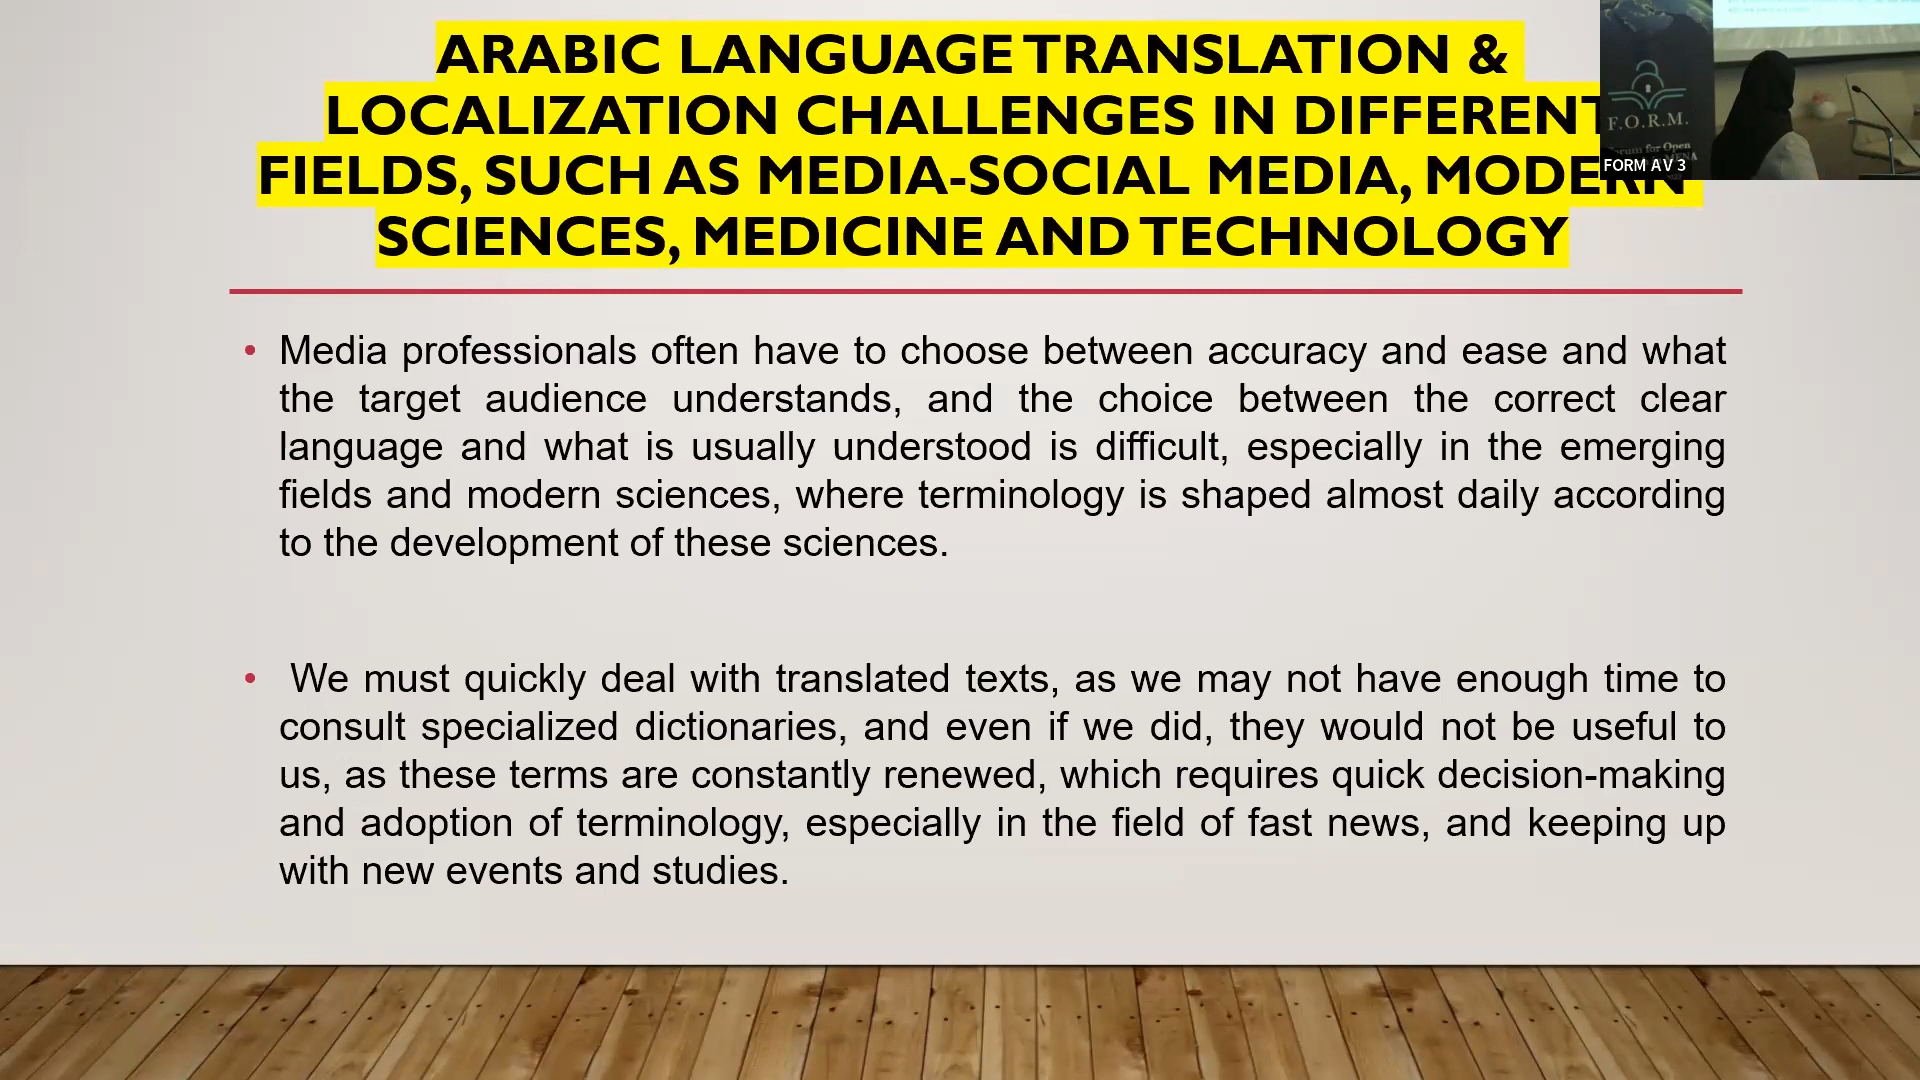 ARABIC LANGUAGE TRANSLATION &
LOCALIZATION CHALLENGES IN DIFFERENT
FIELDS, SUCH AS MEDIA-SOCIAL MEDIA, MODERN
SCIENCES, MEDICINE AND TECHNOLOGY
• Media professionals often have to choose between accuracy and ease and what
the target audience understands, and the choice between the correct clear
language and what is usually understood is difficult, especially in the emerging
fields and modern sciences, where terminology is shaped almost daily according
to the development of these sciences.
• We must quickly deal with translated texts, as we may not have enough time to
consult specialized dictionaries, and even if we did, they would not be useful to
us, as these terms are constantly renewed, which requires quick decision-making
and adoption of terminology, especially in the field of fast news, and keeping up
with new events and studies.
F.O.R.M.
for Open
FORM AV 3